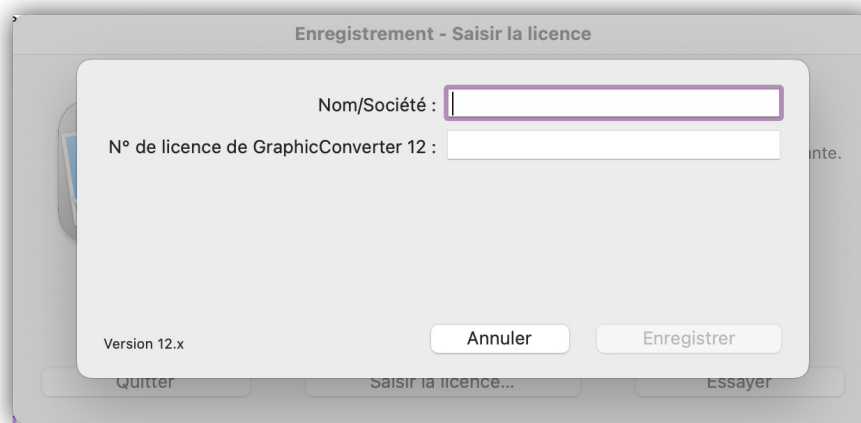 Enregistrement - Saisir la licence
Nom/Société :
N° de licence de GraphicConverter 12 :
Version 12.x
Annuler
Enregistrer
Quitter
Saisir la licence...
Essayer